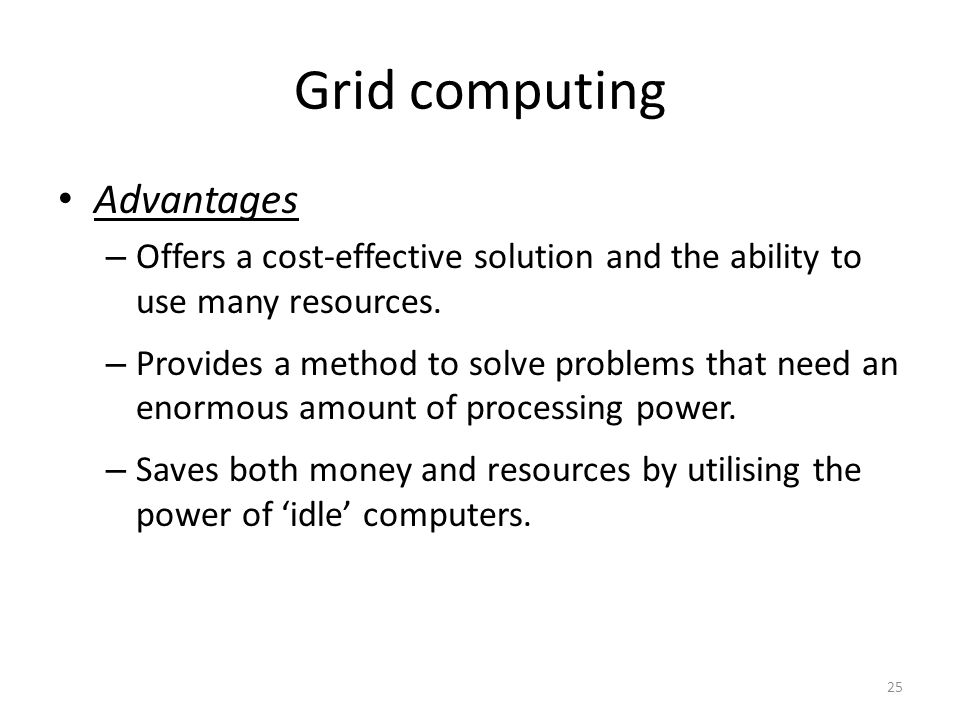 Grid computing
• Advantages
– Offers a cost-effective solution and the ability to
use many resources.
– Provides a method to solve problems that need an
enormous amount of processing power.
– Saves both money and resources by utilising the
power of ‘idle’ computers.
25